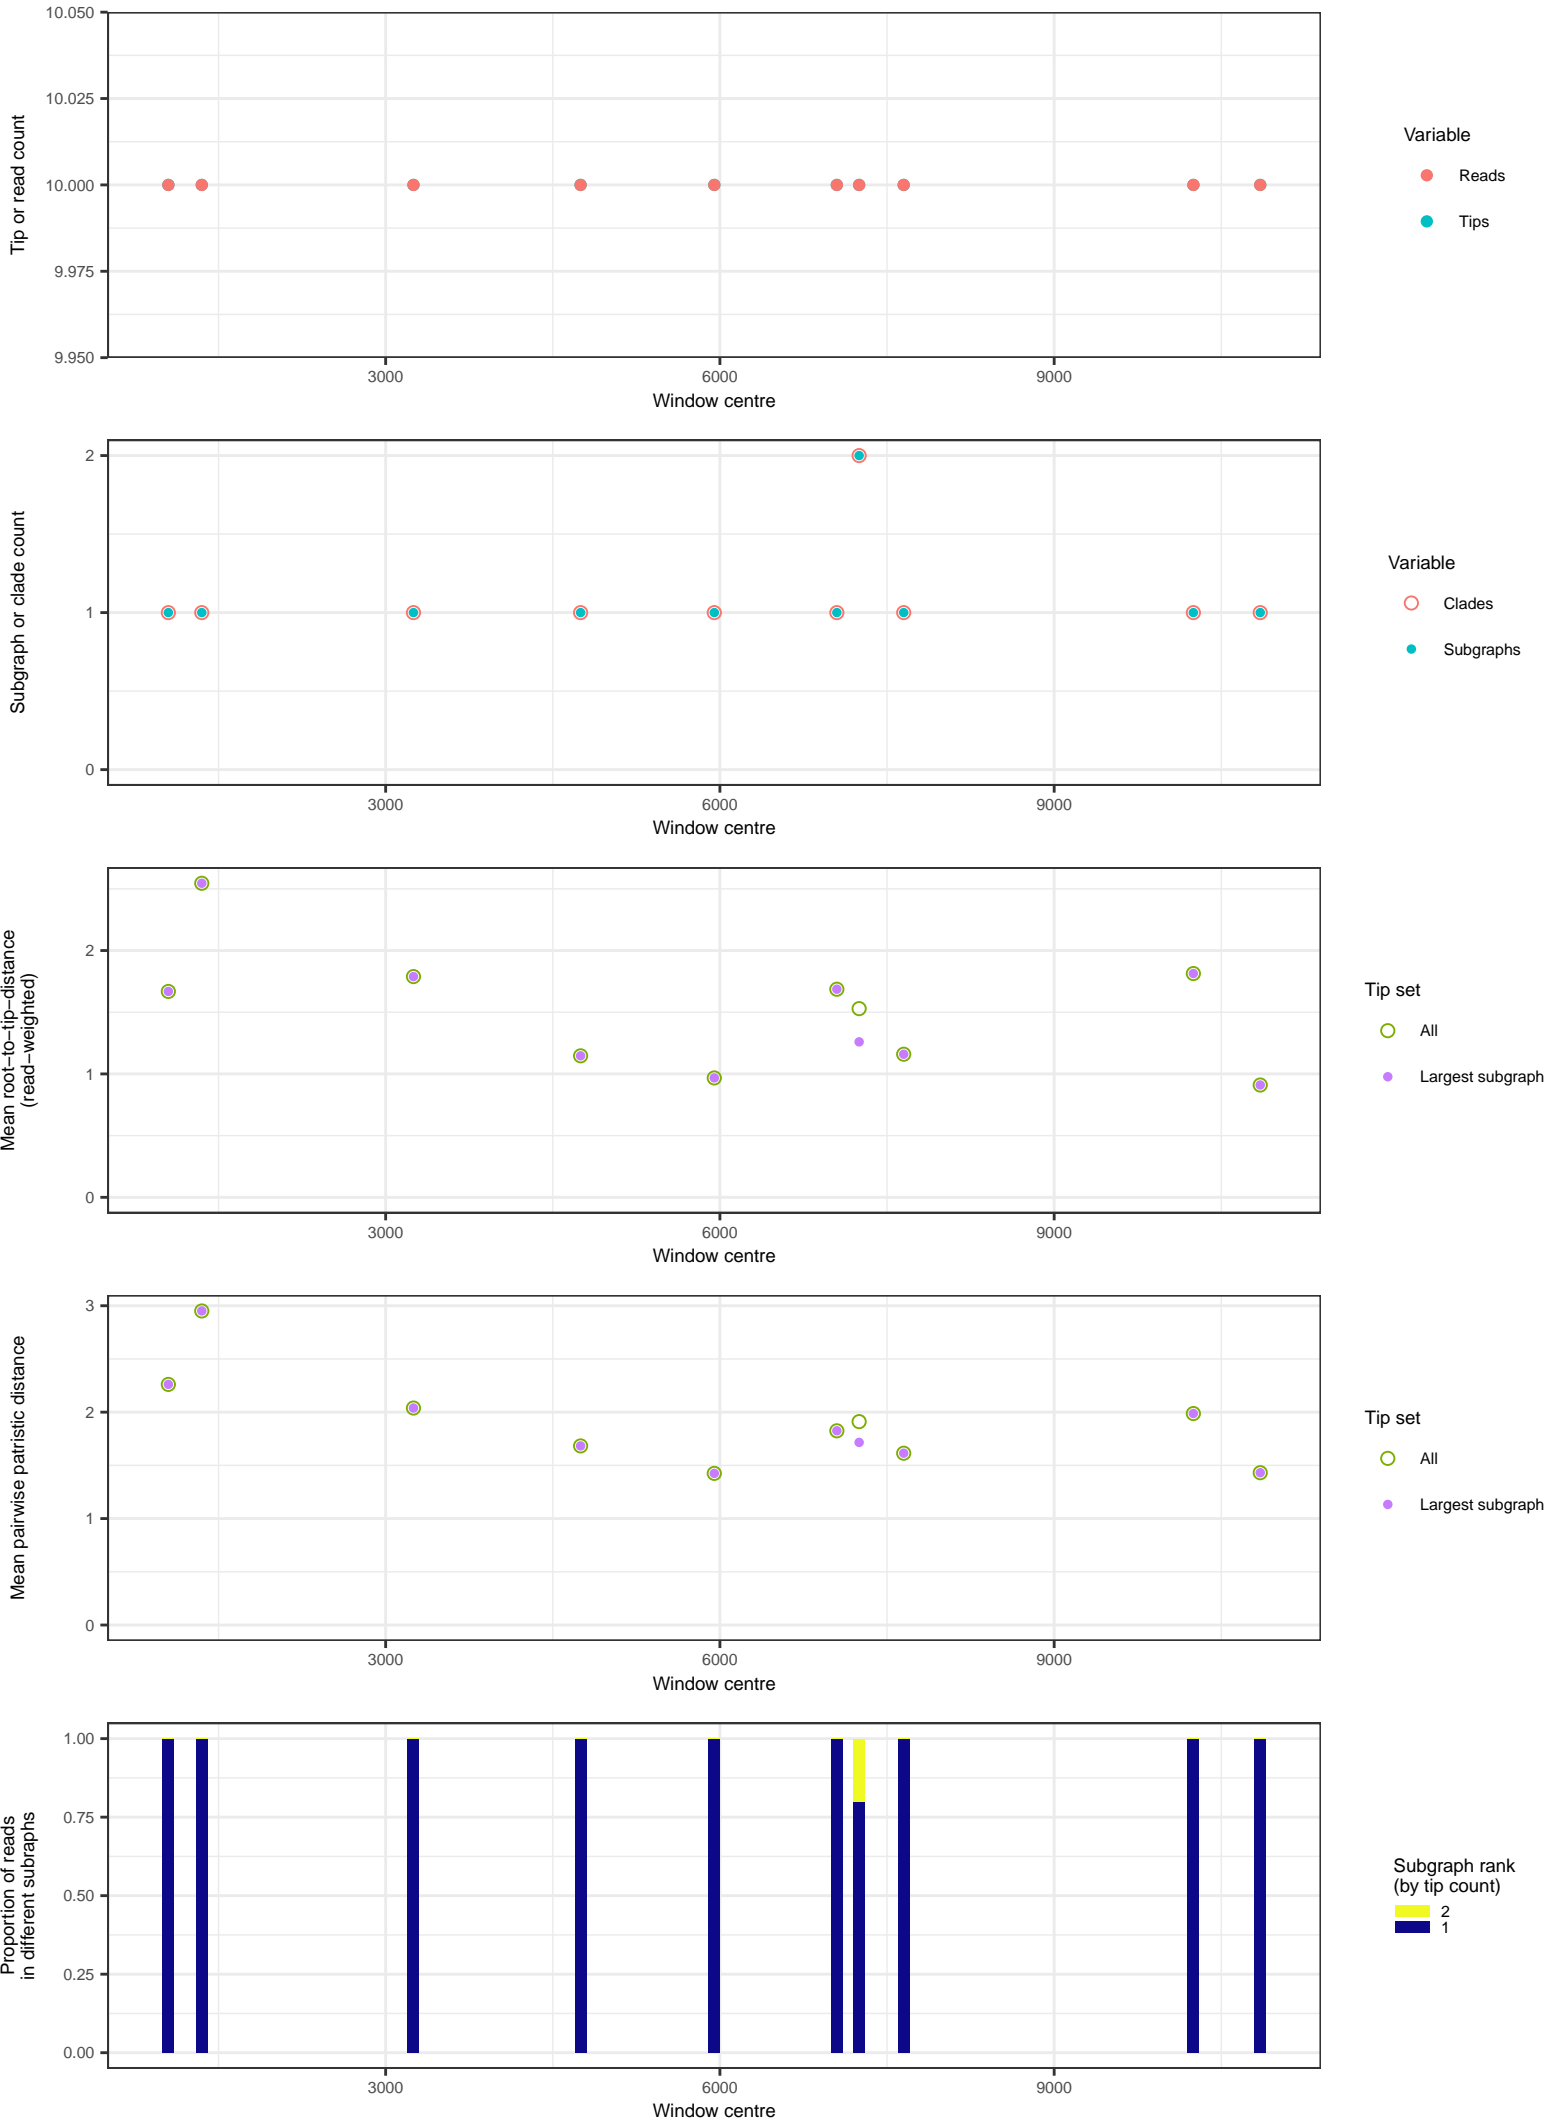 10.050
10.025
10.000
9.975
9.950
Tip or read count
3000
6000
9000
Window centre
Variable
Reads
Tips
2
1
0
Subgraph or clade count
3000
6000
9000
Window centre
Variable
Clades
Subgraphs
2
1
0
Mean root−to−tip−distance
(read−weighted)
3000
6000
9000
Window centre
Tip set
All
Largest subgraph
3
2
1
0
Mean pairwise patristic distance
3000
6000
9000
Window centre
Tip set
All
Largest subgraph
1.00
0.75
0.50
0.25
0.00
Proportion of reads
in different subraphs
3000
6000
9000
Window centre
Subgraph rank
(by tip count)
2
1